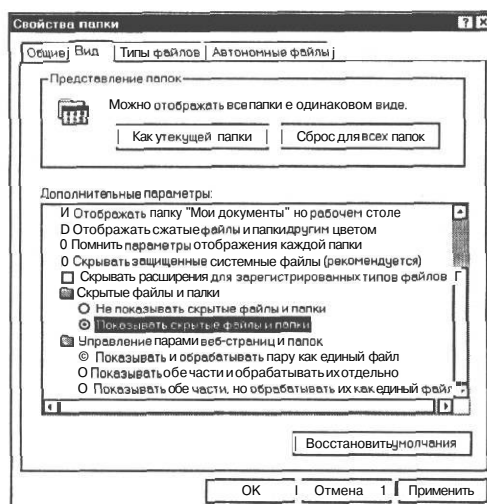 Свойства папки
Общие Вид Типы файлов Автономные файлы
Представление папок
Можно отображать все папки е одинаковом виде.
Как у текущей папки Сброс для всех папок
Дополнительные параметры:
И Отображать папку "Мои документы" но рабочем столе
D Отображать сжатые файлы и папки другим цветом
0 Помнить параметры отображения каждой папки
0 Скрывать защищенные системные файлы (рекомендуется)
Скрывать расширения для зарегистрированных типов файлов
Скрытые файлы и папки
Не показывать скрытые файлы и папки
Показывать скрытые файлы и папки
Управление парами веб-страниц и папок
© Показывать и обрабатывать пару как единый файл
О Показывать обе части и обрабатывать их отдельно
О Показывать обе части, но обрабатывать их как единый файл
Восстановить умолчания
OK Отмена 1 Применить